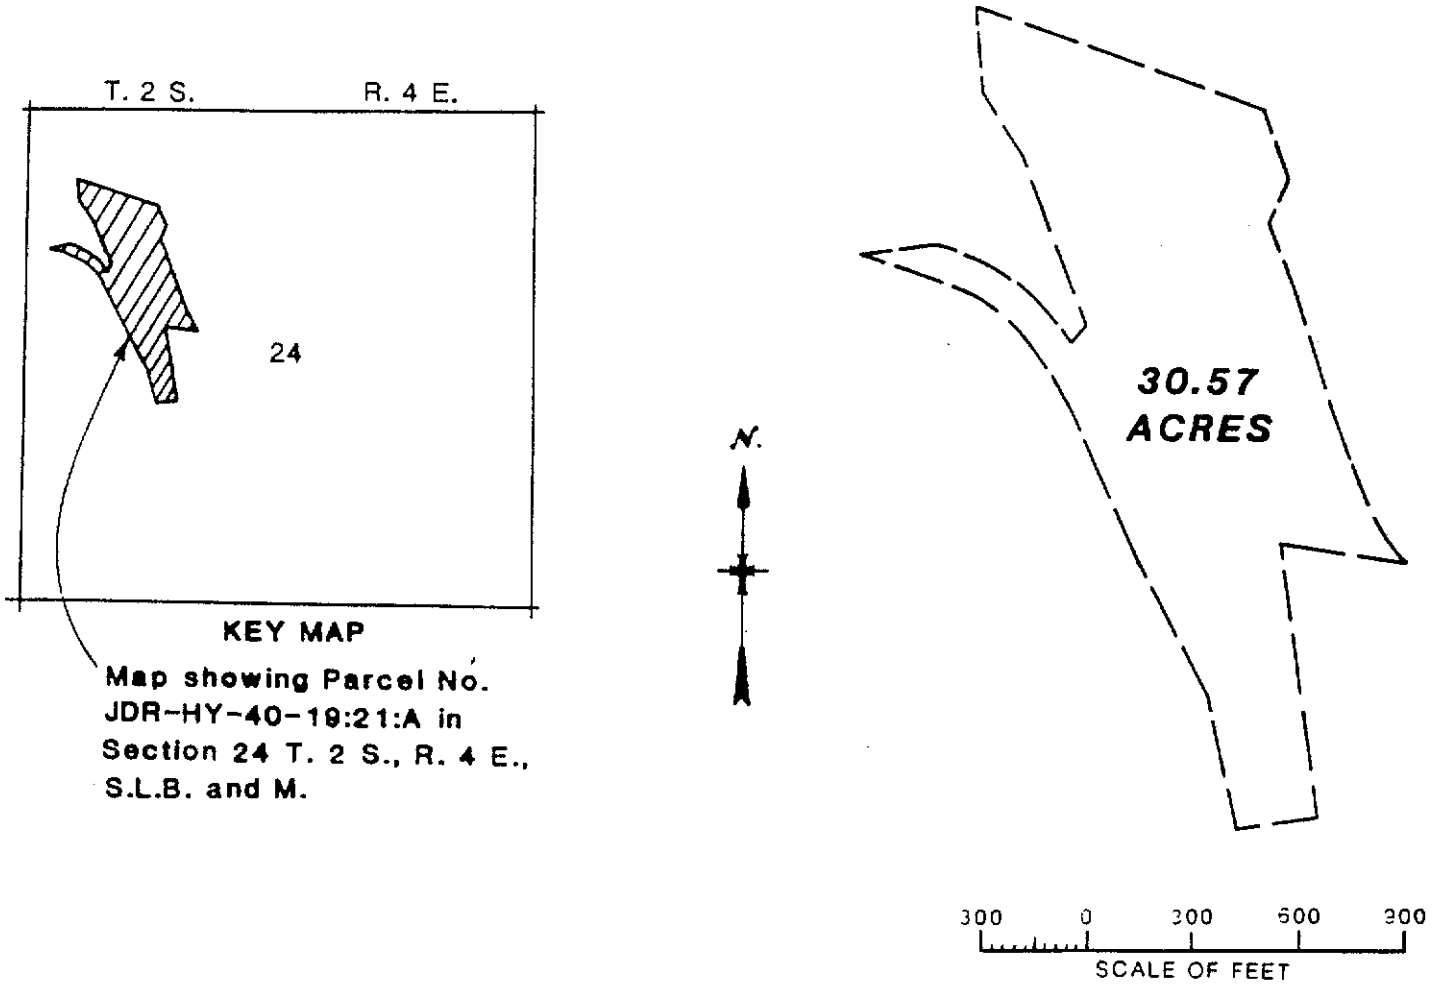 T. 2 S. R. 4 E.
24
KEY MAP
Map showing Parcel No.
JDR-HY-40-19:21:A in
Section 24 T. 2 S., R. 4 E.,
S.L.B. and M.
N.
30.57
ACRES
300 0 300 600 900
SCALE OF FEET